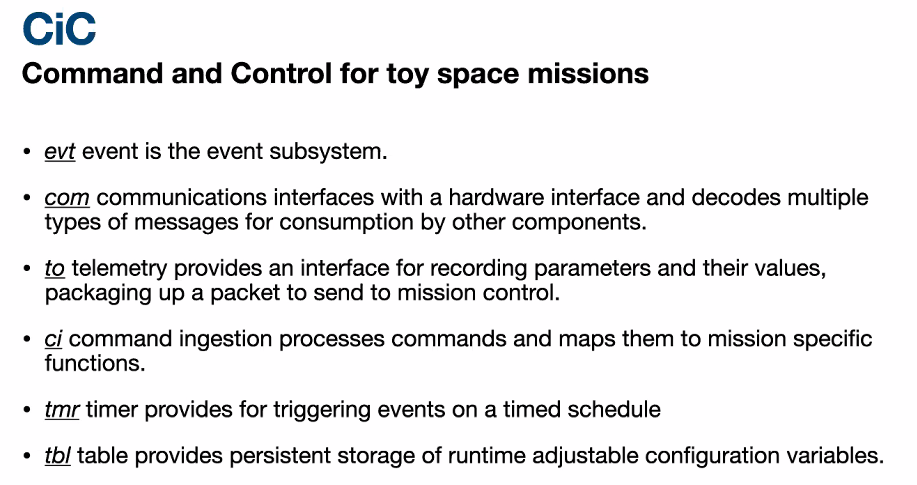 CiC
Command and Control for toy space missions
• evt event is the event subsystem.
• com communications interfaces with a hardware interface and decodes multiple
types of messages for consumption by other components.
• to telemetry provides an interface for recording parameters and their values,
packaging up a packet to send to mission control.
• ci command ingestion processes commands and maps them to mission specific
functions.
• tmr timer provides for triggering events on a timed schedule
• tbl table provides persistent storage of runtime adjustable configuration variables.